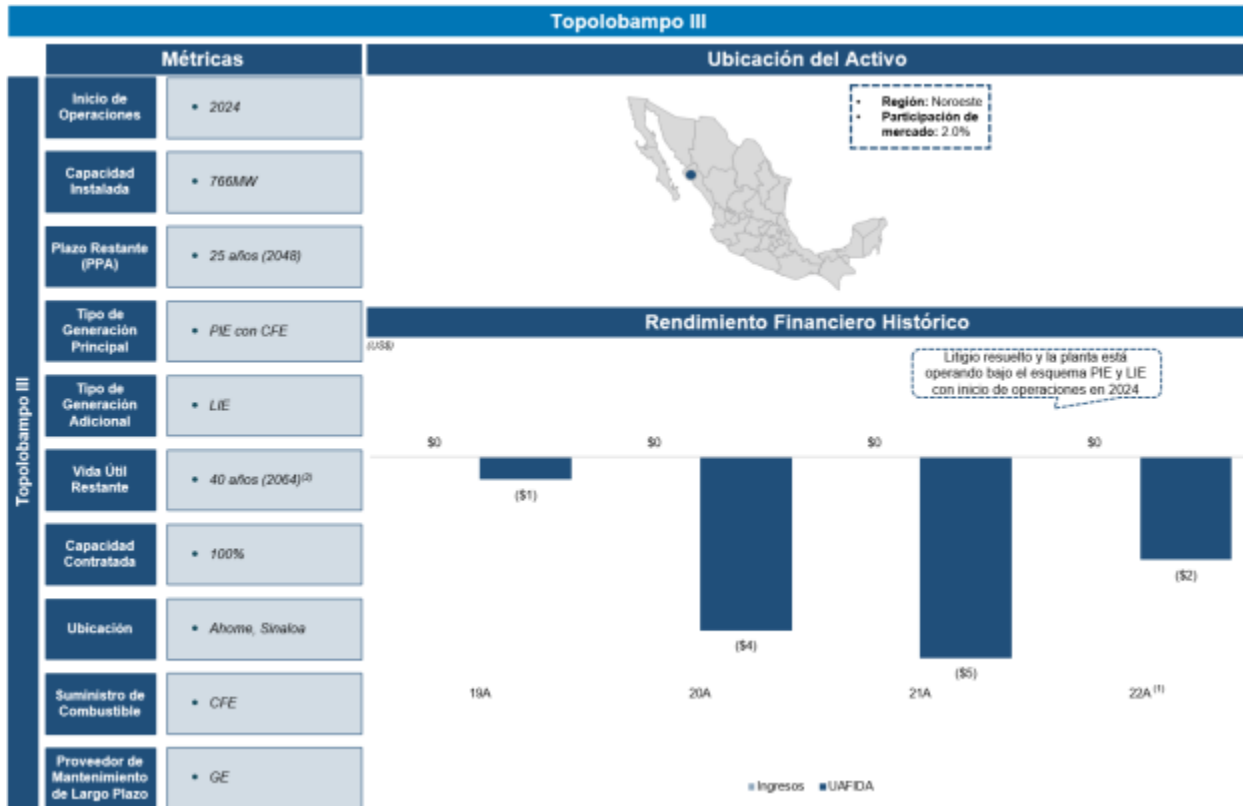 Topolobampo III
Métricas
Topolobampo III
Inicio de
Operaciones
• 2024
Capacidad
Instalada
• 766MW
Plazo Restante
(PPA)
• 25 años (2048)
Tipo de
Generación
Principal
• PIE con CFE
Tipo de
Generación
Adicional
• LIE
Vida Útil
Restante
• 40 años (2064)(2)
Capacidad
Contratada
• 100%
Ubicación
• Ahome, Sinaloa
Suministro de
Combustible
• CFE
Proveedor de
Mantenimiento
de Largo Plazo
• GE
Ubicación del Activo
• Región: Noroeste
• Participación de
mercado: 2.0%
Rendimiento Financiero Histórico
(US$)
Litigio resuelto y la planta está
operando bajo el esquema PIE y LIE
con inicio de operaciones en 2024
$0 $0 $0 $0
($1) ($4) ($5) ($2)
19A 20A 21A 22A (1)
Ingresos UAFIDA